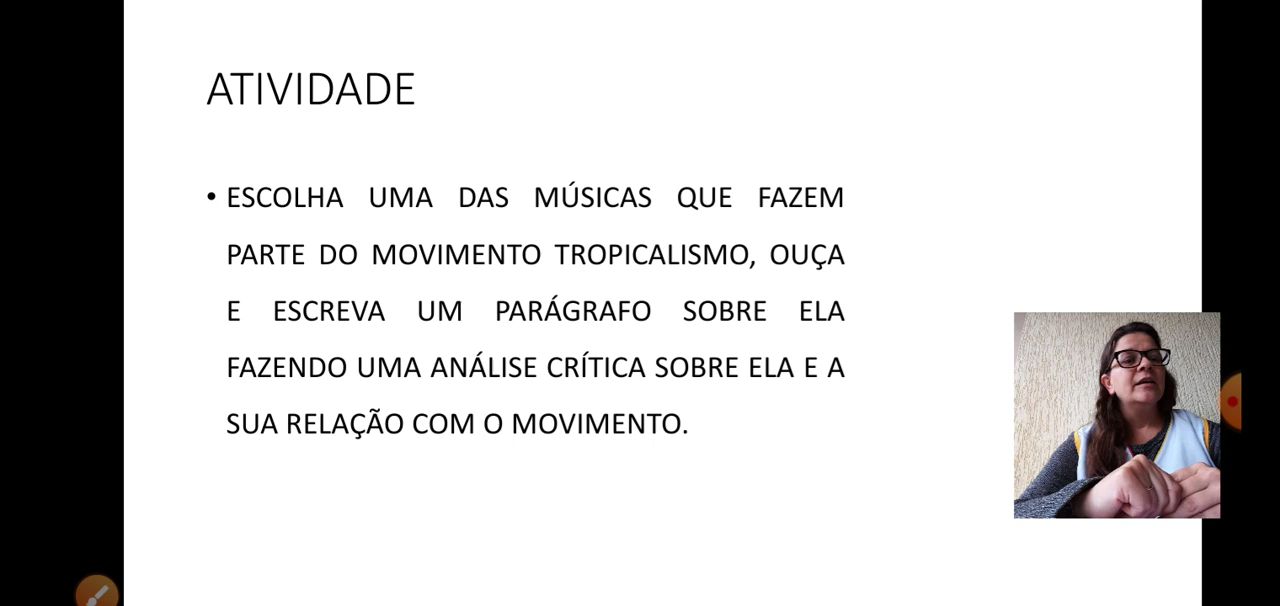 ATIVIDADE
• ESCOLHA UMA DAS MÚSICAS QUE FAZEM
PARTE DO MOVIMENTO TROPICALISMO, OUÇA
E ESCREVA UM PARÁGRAFO SOBRE ELA
FAZENDO UMA ANÁLISE CRÍTICA SOBRE ELA E A
SUA RELAÇÃO COM O MOVIMENTO.